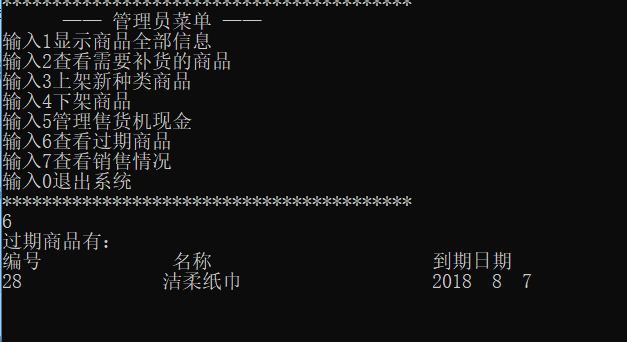 *****************************************
—— 管理员菜单 ——
输入1显示商品全部信息
输入2查看需要补货的商品
输入3上架新种类商品
输入4下架商品
输入5管理售货机现金
输入6查看过期商品
输入7查看销售情况
输入0退出系统
*****************************************
6
过期商品有:
编号 名称 到期日期
28 洁柔纸巾 2018 8 7